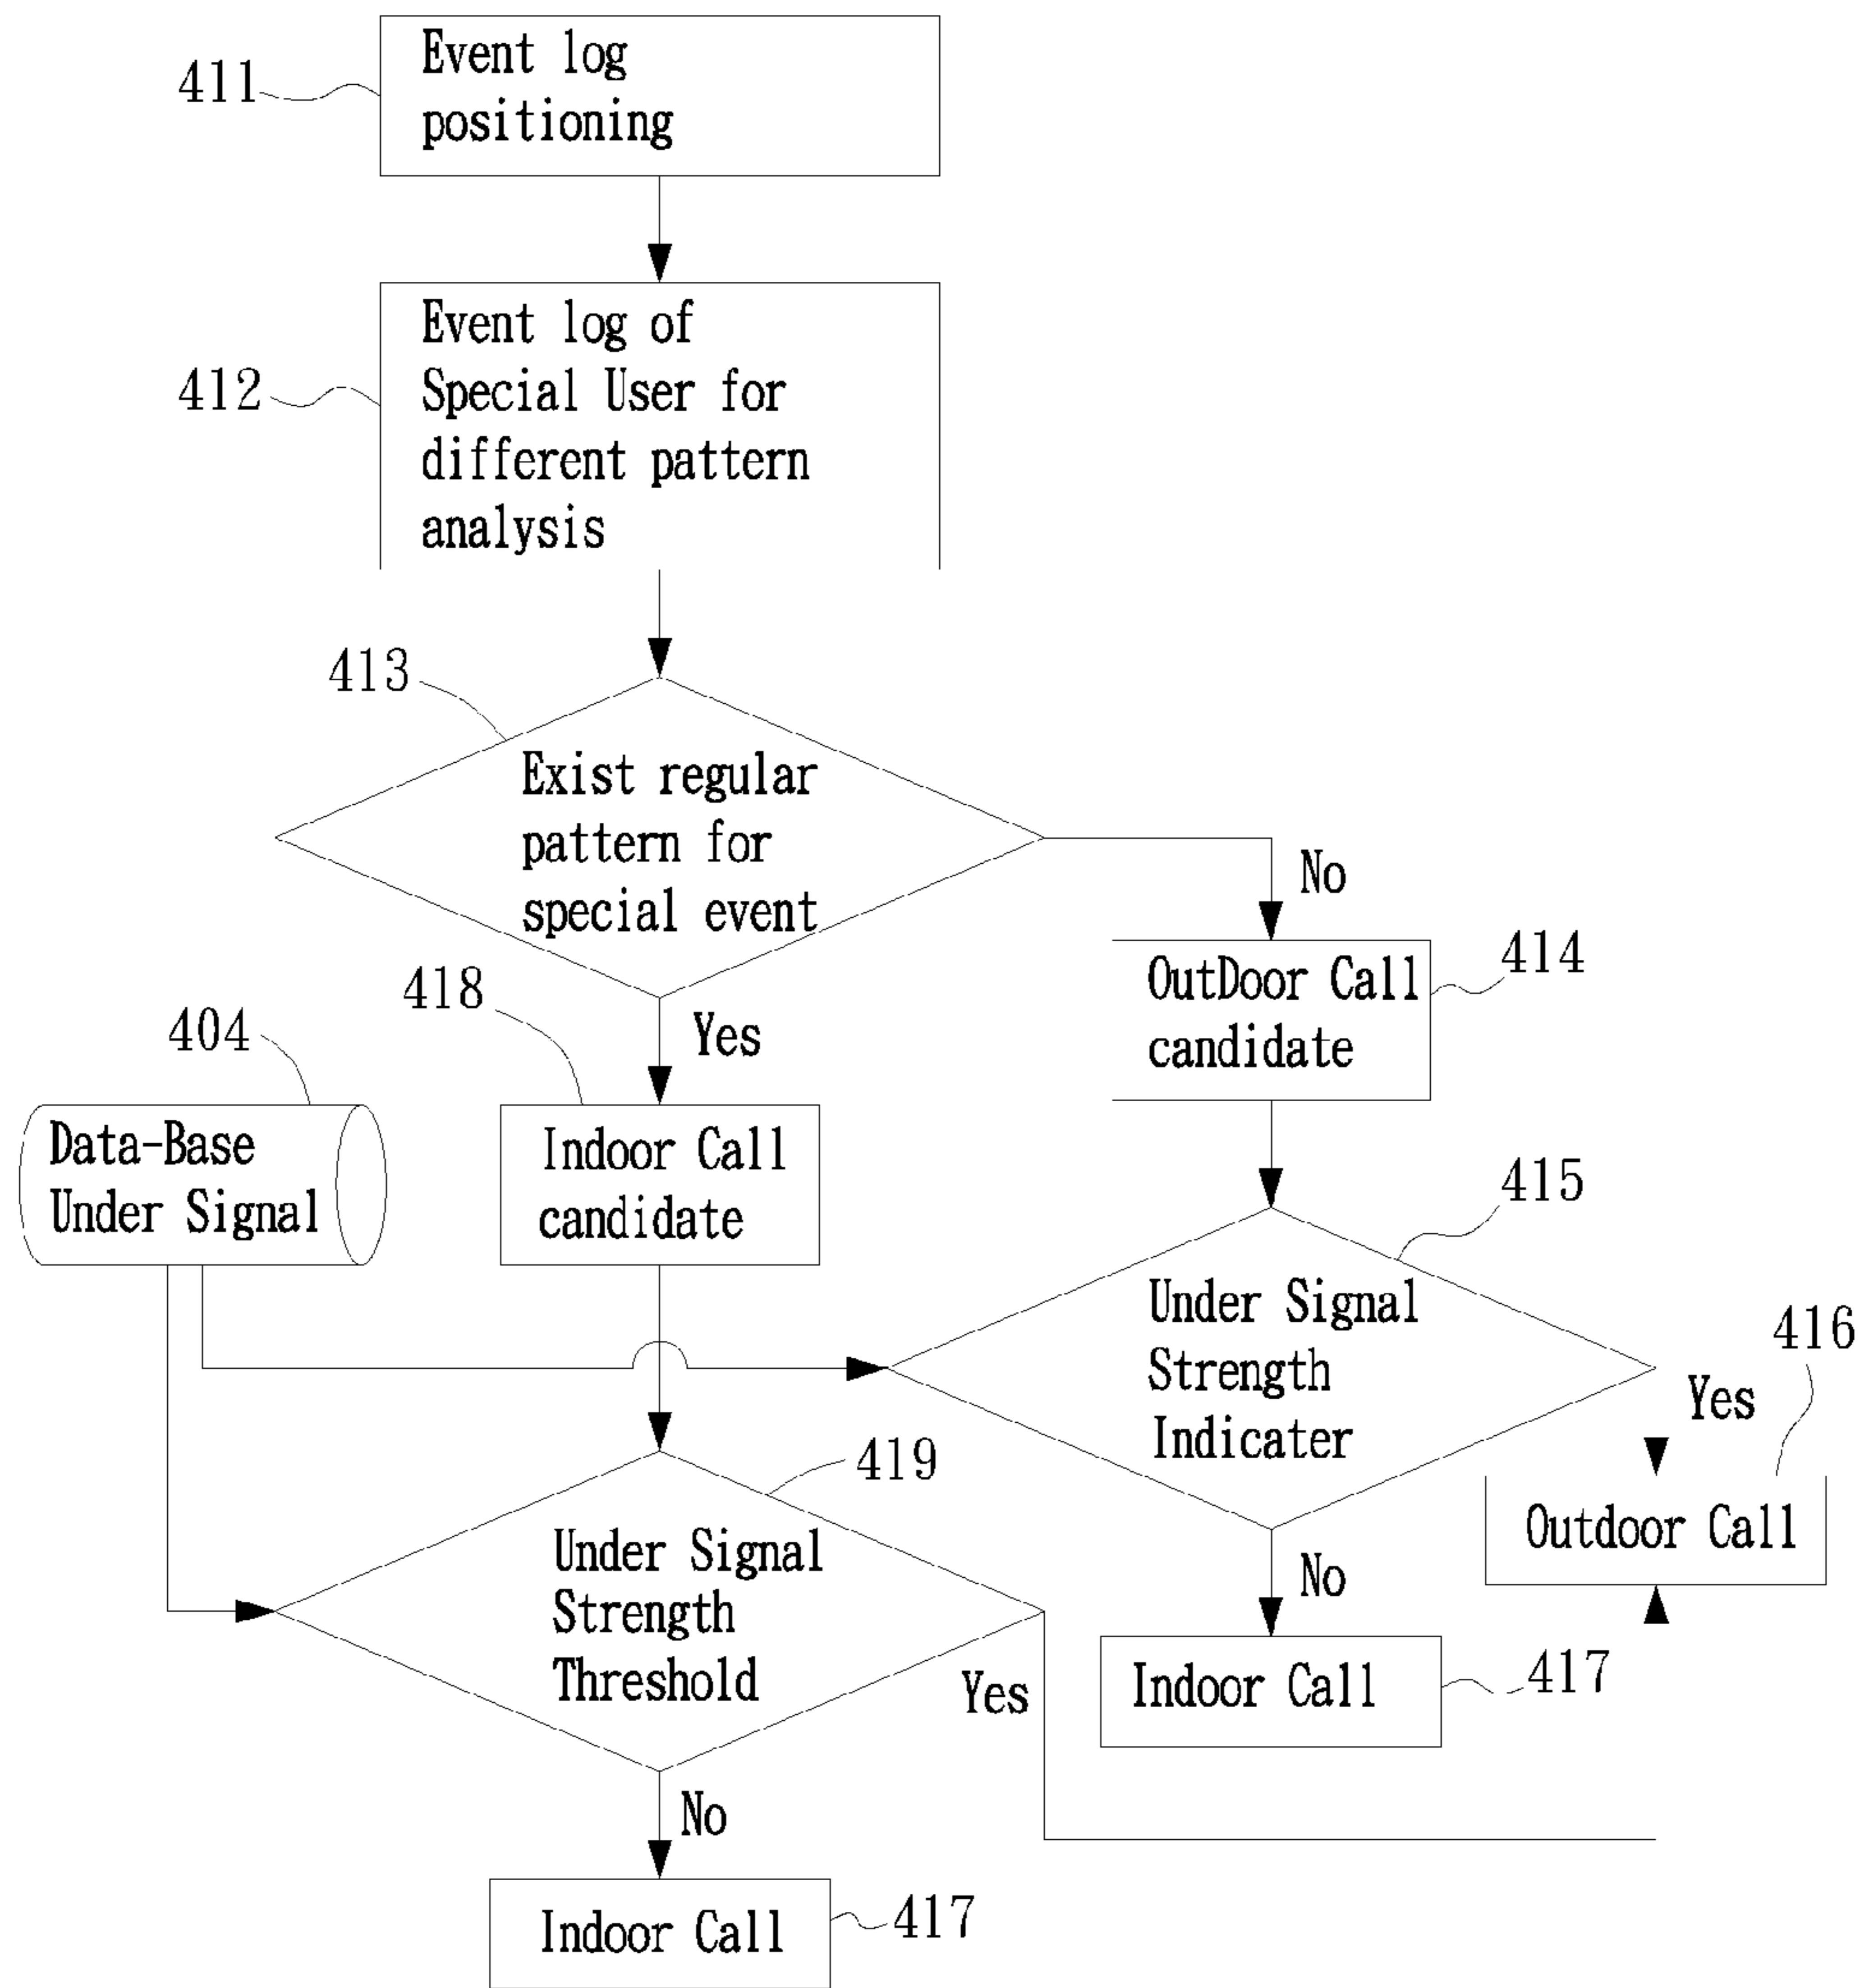 411
Event log
positioning
412
Event log of
Special User for
different pattern
analysis
413
Exist regular
pattern for
special event
No
Yes
418
414
OutDoor Call
candidate
404
Data-Base
Under Signal
Indoor Call
candidate
415
Under Signal
Strength
Indicater
416
Yes
Outdoor Call
419
Under Signal
Strength
Threshold
No
Yes
Indoor Call
417
No
Indoor Call
417